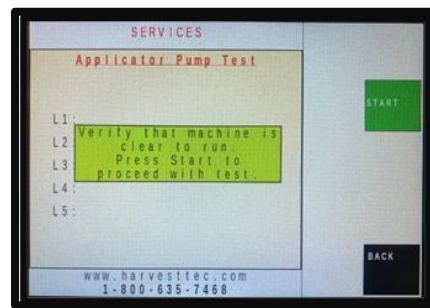 SERVICES
Applicator Pump Test
L1:
L2
L3
L4:
L5:
Verify that machine is
clear to run.
Press Start to
proceed with test.
START
BACK
www.harvesttec.com
1-800-635-7468